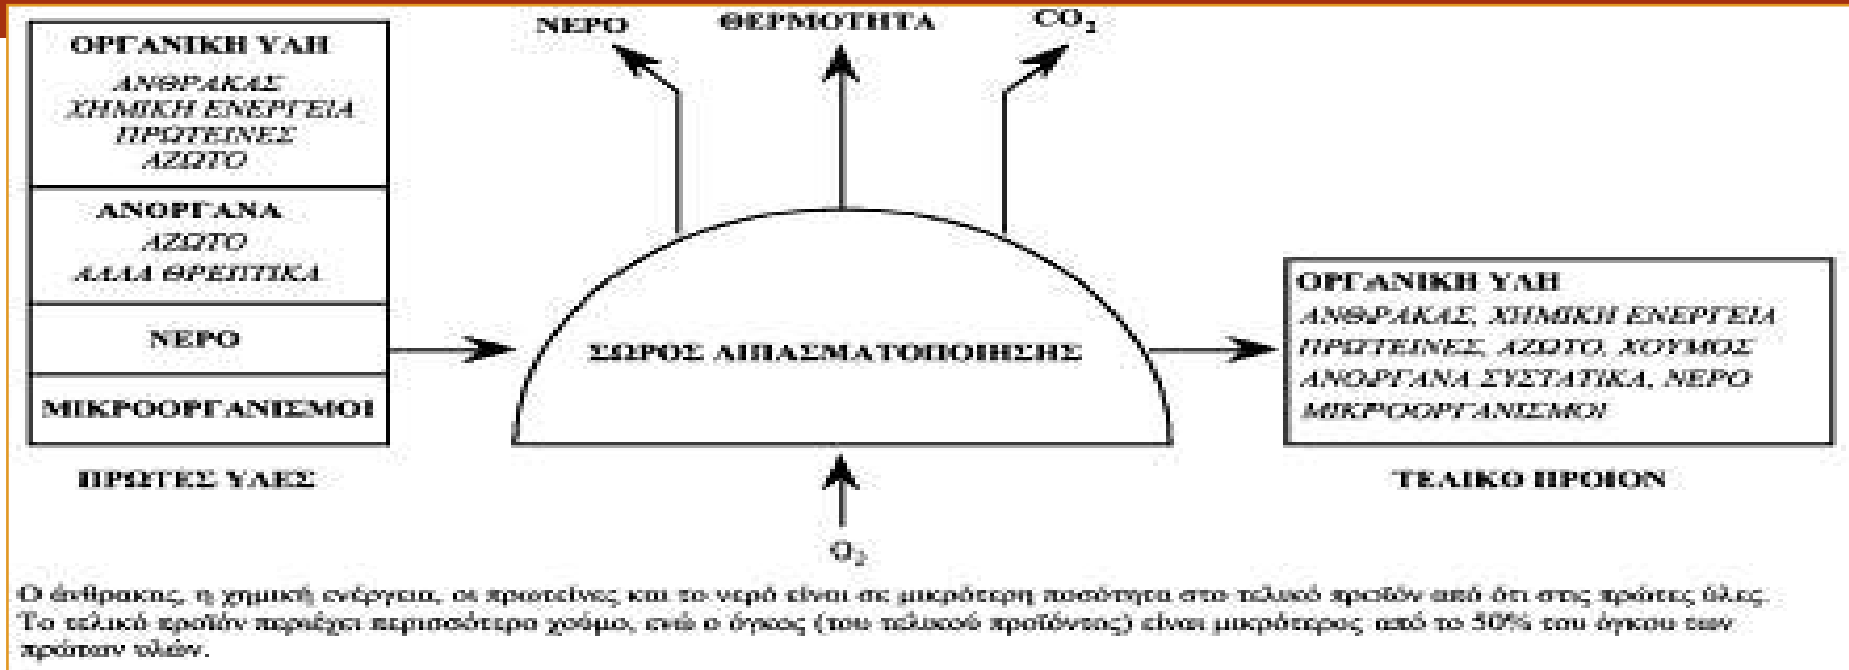 ΟΡΓΑΝΙΚΗ ΥΛΗ
ΑΝΘΡΑΚΑΣ
ΧΗΜΙΚΗ ΕΝΕΡΓΕΙΑ
ΠΡΩΤΕΙΝΕΣ
ΑΖΩΤΟ
ΑΝΟΡΓΑΝΑ
ΑΖΩΤΟ
ΑΛΛΑ ΘΡΕΠΤΙΚΑ
ΝΕΡΟ
ΜΙΚΡΟΟΡΓΑΝΙΣΜΟΙ
ΠΡΩΤΕΣ ΥΛΕΣ
ΝΕΡΟ
ΘΕΡΜΟΤΗΤΑ
CO₂
ΣΩΡΟΣ ΛΙΠΑΣΜΑΤΟΠΟΙΗΣΗΣ
O₂
ΟΡΓΑΝΙΚΗ ΥΛΗ
ΑΝΘΡΑΚΑΣ, ΧΗΜΙΚΗ ΕΝΕΡΓΕΙΑ
ΠΡΩΤΕΙΝΕΣ, ΑΖΩΤΟ, ΧΟΥΜΟΣ
ΑΝΟΡΓΑΝΑ ΣΥΣΤΑΤΙΚΑ, ΝΕΡΟ
ΜΙΚΡΟΟΡΓΑΝΙΣΜΟΙ
ΤΕΛΙΚΟ ΠΡΟΙΟΝ
Ο άνθρακας, η χημική ενέργεια, οι πρωτείνες και το νερό είναι σε μικρότερη ποσότητα στο τελικό προϊόν από ότι στις πρώτες ύλες.
Το τελικό προϊόν περιέχει περισσότερο χούμο, ενώ ο όγκος (του τελικού προϊόντος) είναι μικρότερος από το 50% του όγκου των
πρώτων υλών.